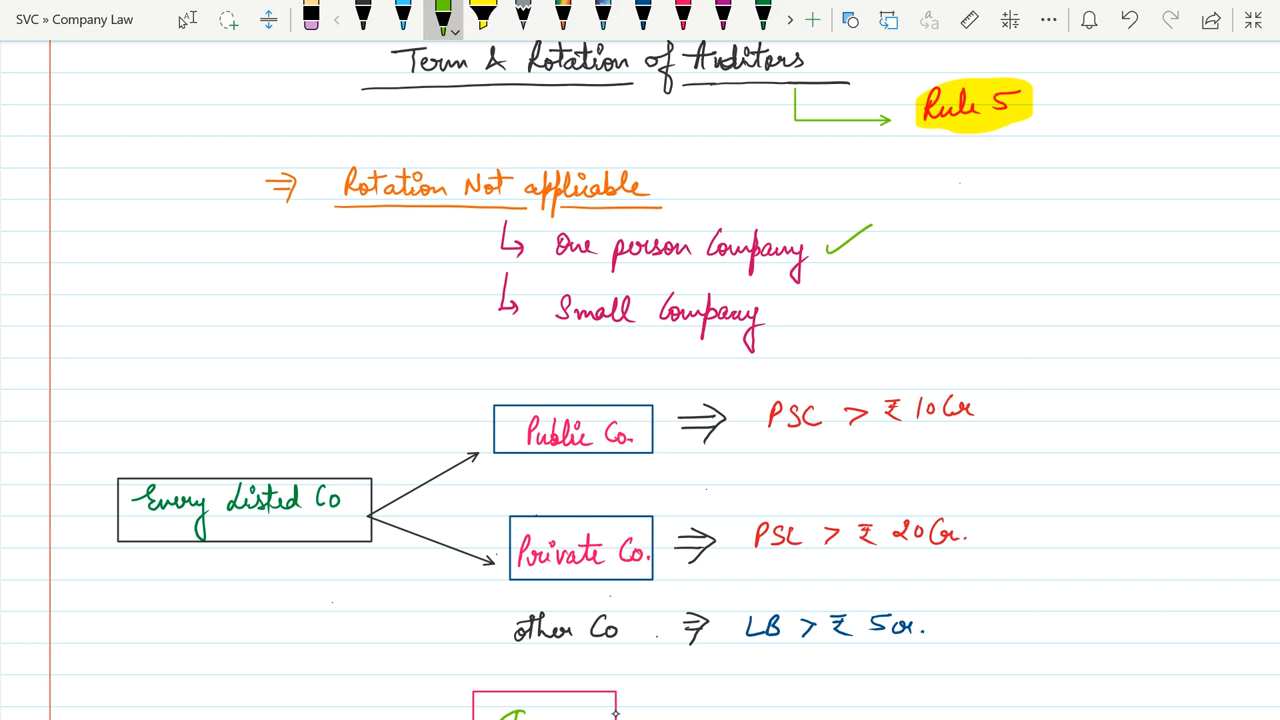 SVC » Company Law
Term & Rotation of Auditors
Rule 5
⇒ Rotation Not applicable
↳ One person Company ✓
↳ Small Company
Public Co. ⇒ PSC > ₹ 10 Cr
Every Listed Co
Private Co. ⇒ PSC > ₹ 20 Cr.
other Co ⇒ LB > ₹ 5 cr.